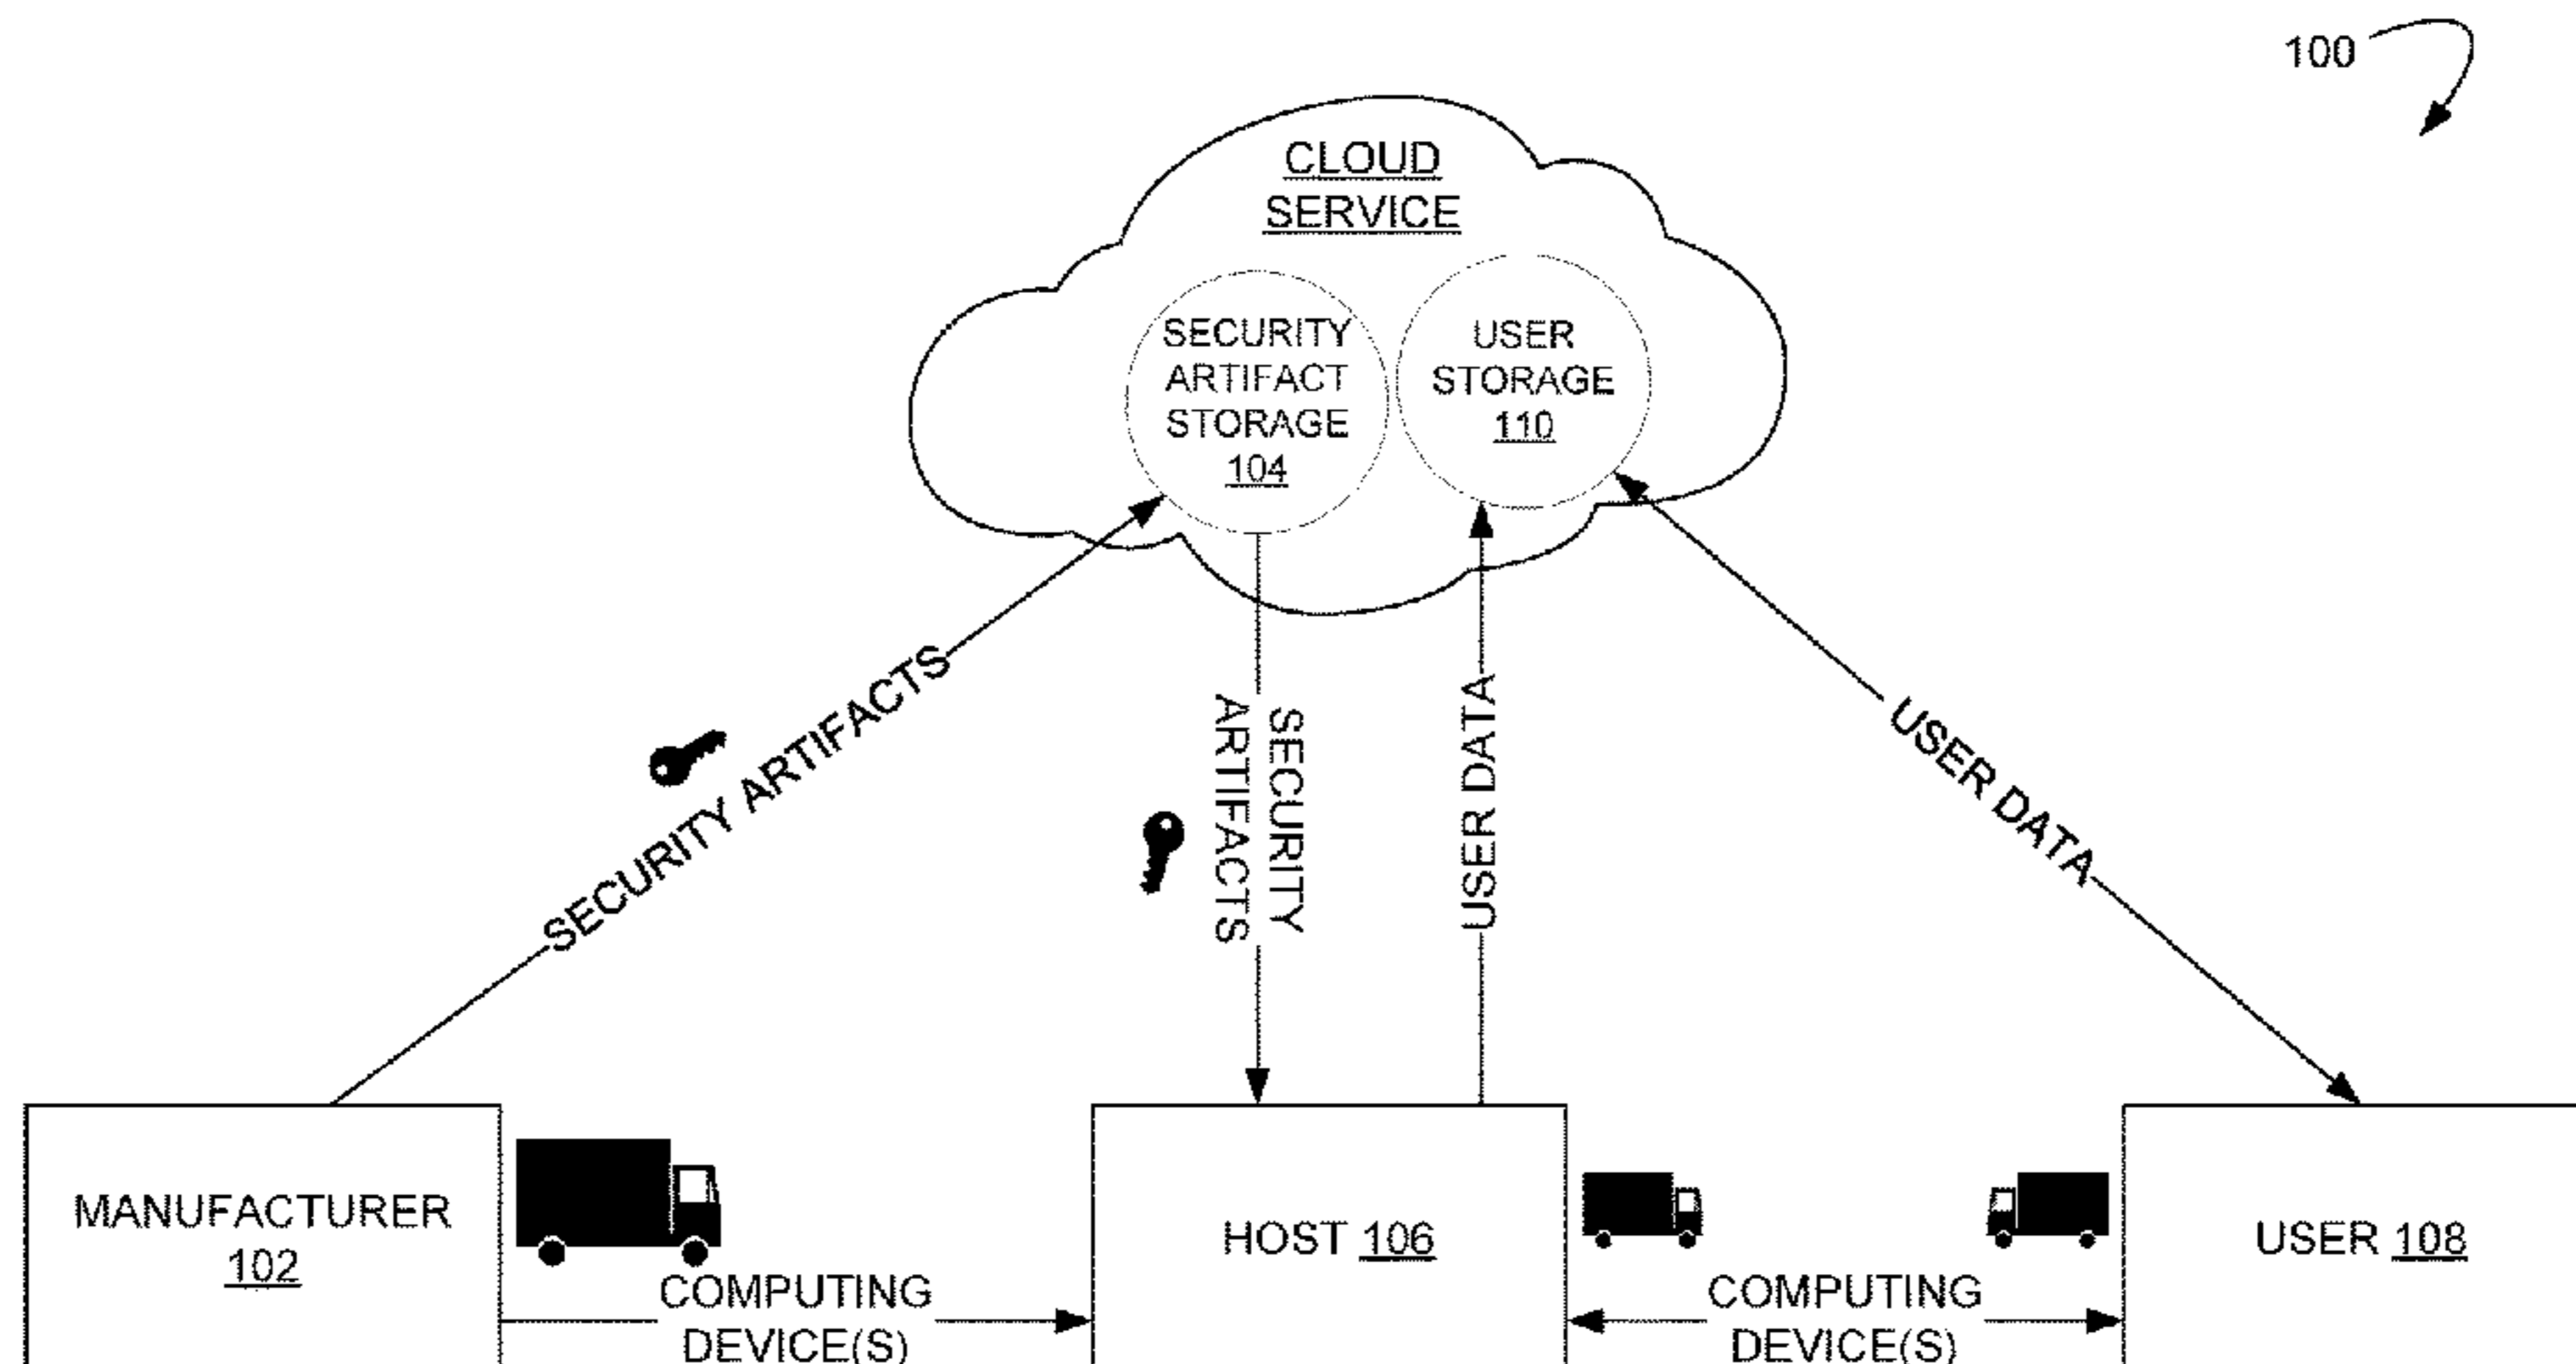 100
CLOUD
SERVICE
SECURITY
ARTIFACT
STORAGE
104
USER
STORAGE
110
SECURITY ARTIFACTS
SECURITY
ARTIFACTS
USER DATA
USER DATA
MANUFACTURER
102
COMPUTING
DEVICE(S)
HOST 106
COMPUTING
DEVICE(S)
USER 108